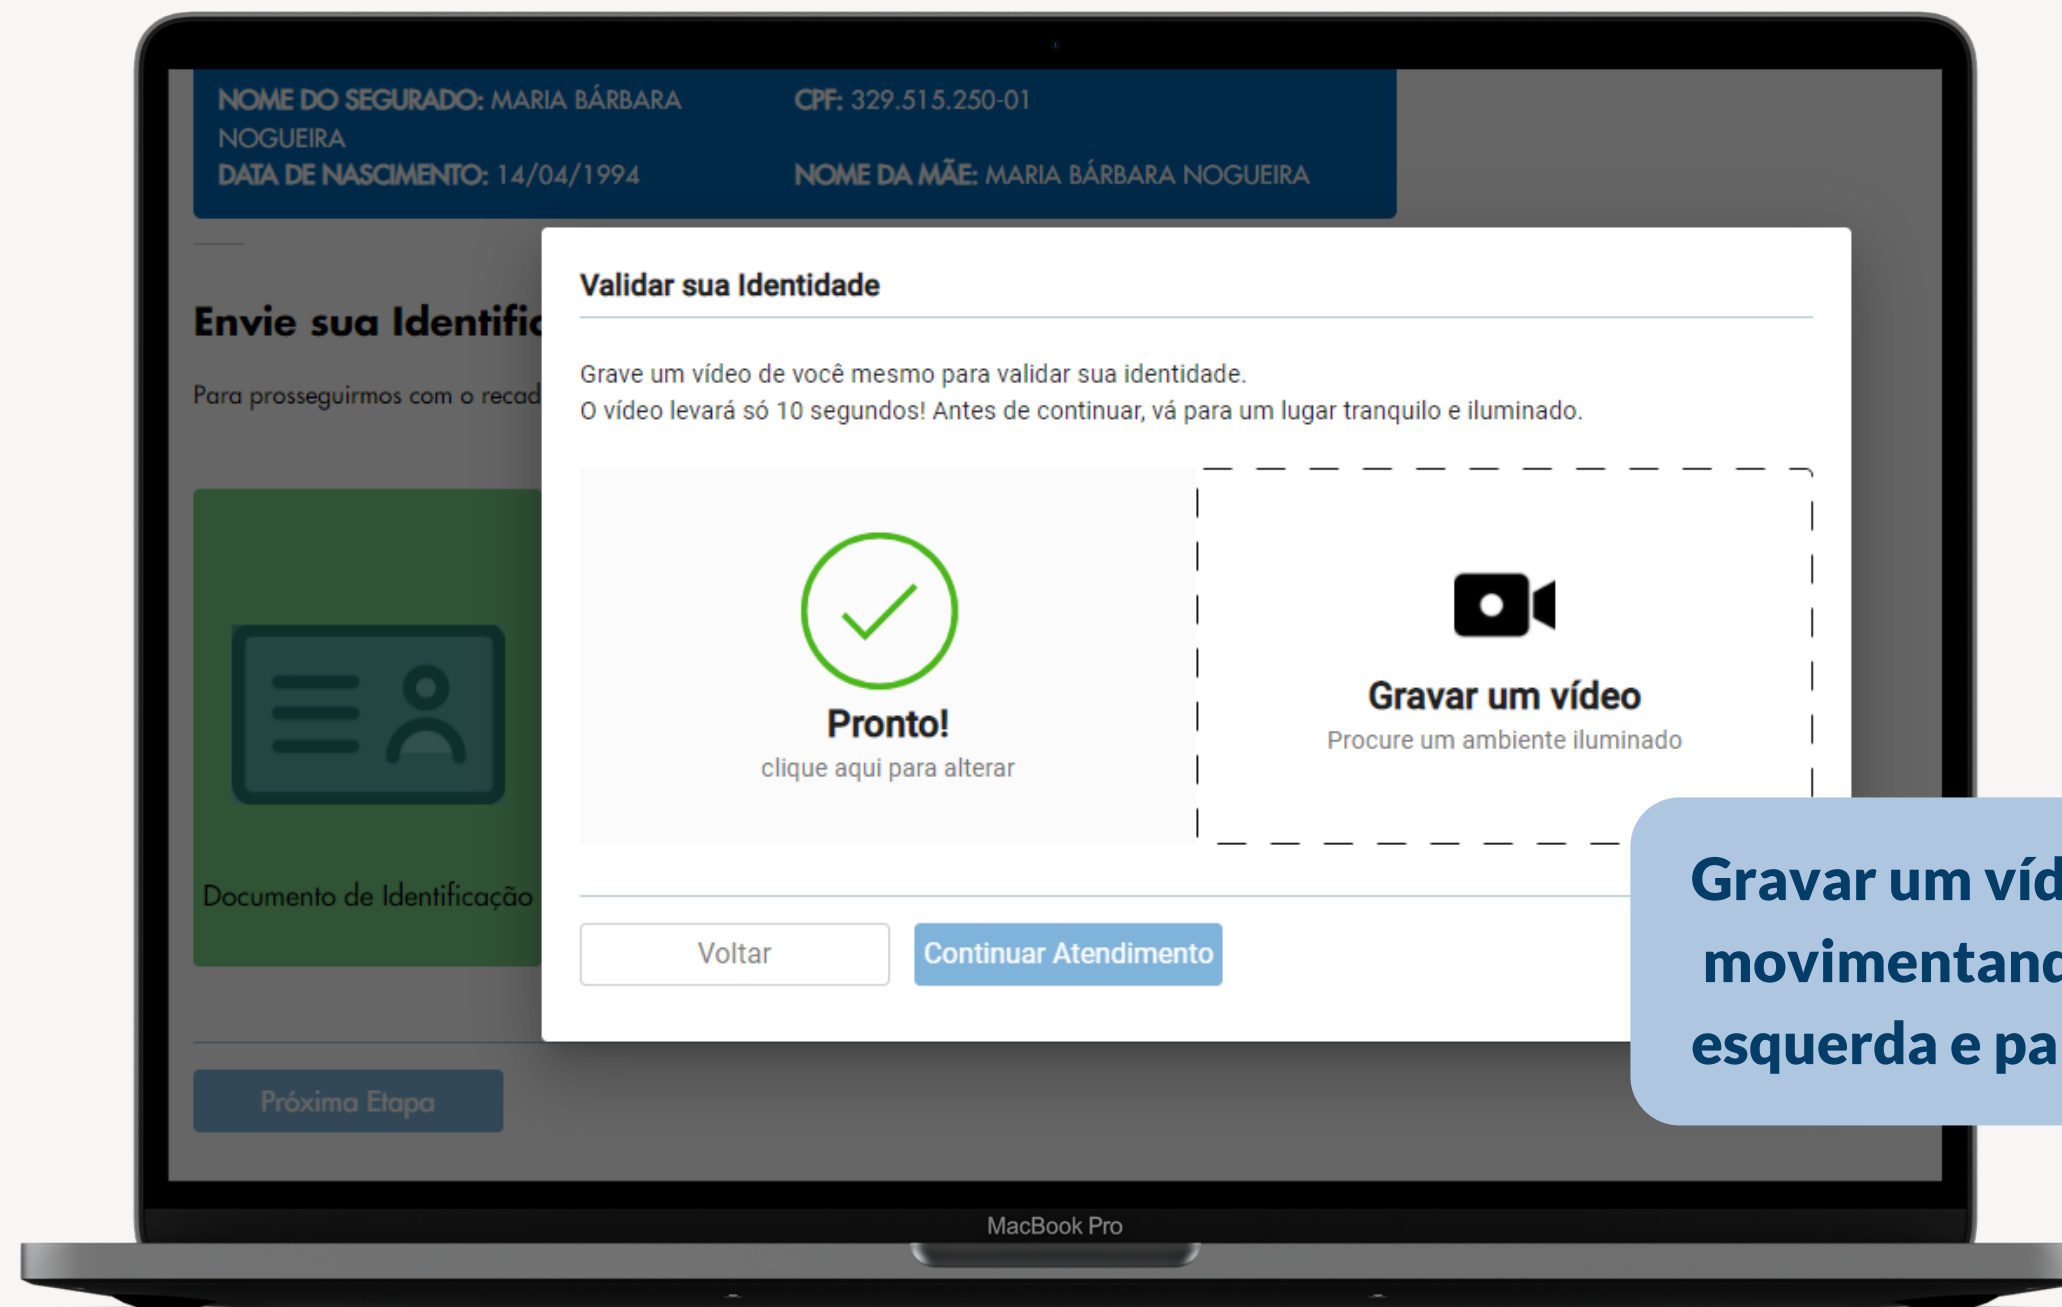 NOME DO SEGURADO: MARIA BÁRBARA
NOGUEIRA
CPF: 329.515.250-01
DATA DE NASCIMENTO: 14/04/1994
NOME DA MÃE: MARIA BÁRBARA NOGUEIRA
Envie sua Identific
Para prosseguirmos com o recad
Documento de Identificação
Próxima Etapa
Validar sua Identidade
Grave um vídeo de você mesmo para validar sua identidade.
O vídeo levará só 10 segundos! Antes de continuar, vá para um lugar tranquilo e iluminado.
Pronto!
clique aqui para alterar
Gravar um vídeo
Procure um ambiente iluminado
Voltar
Continuar Atendimento
Gravar um víd
movimentand
esquerda e pa
MacBook Pro